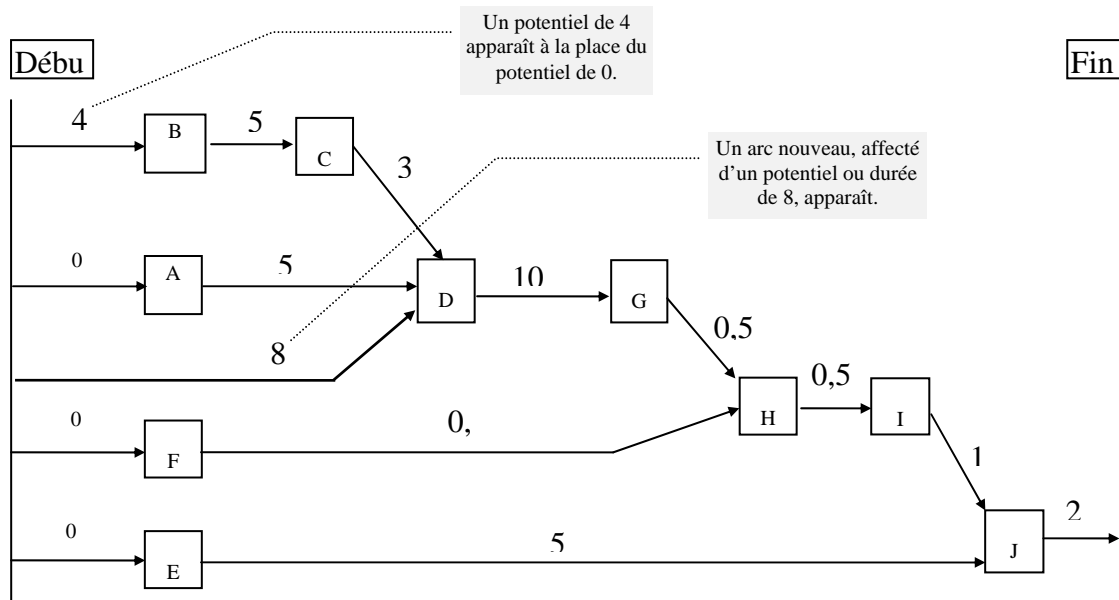 Un potentiel de 4
apparaît à la place du
potentiel de 0.
Débu
Fin
4
B
5
C
3
Un arc nouveau, affecté
d'un potentiel ou durée
de 8, apparaît.
0
A
5
D
10
G
8
0,5
0
F
0,
H
0,5
I
1
0
E
5
J
2